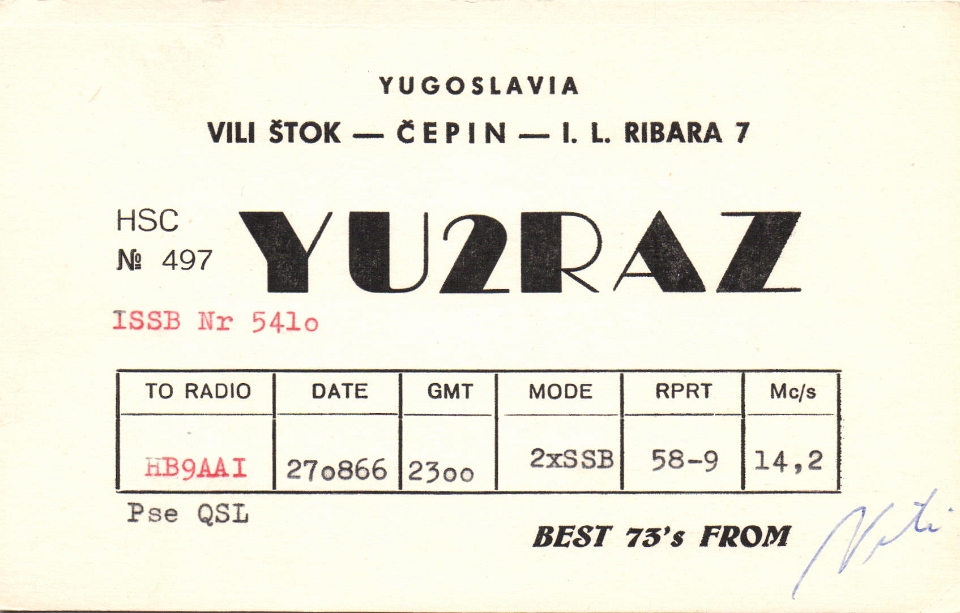 YUGOSLAVIA
VILI ŠTOK — ČEPIN — I. L. RIBARA 7
HSC
№ 497
YU2RAZ
ISSB Nr 541o
TO RADIO DATE GMT MODE RPRT Mc/s
HB9AAI 27o866 23oo 2xSSB 58-9 14,2
Pse QSL
BEST 73's FROM Vili